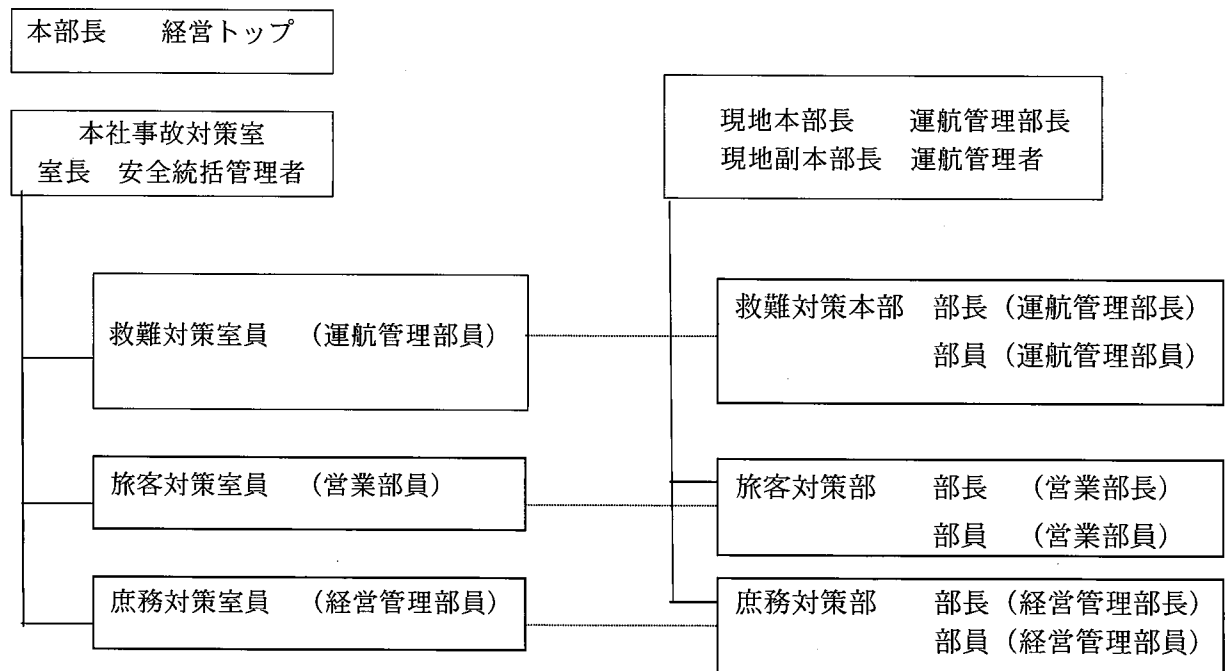 本部長　　経営トップ
本社事故対策室
室長　安全統括管理者
現地本部長　　運航管理部長
現地副本部長　運航管理者
救難対策室員　　（運航管理部員）
救難対策本部　部長（運航管理部長）
部員（運航管理部員）
旅客対策室員　　（営業部員）
旅客対策部　　部長　（営業部長）
部員　（営業部員）
庶務対策室員　　（経営管理部員）
庶務対策部　　部長（経営管理部長）
部員（経営管理部員）